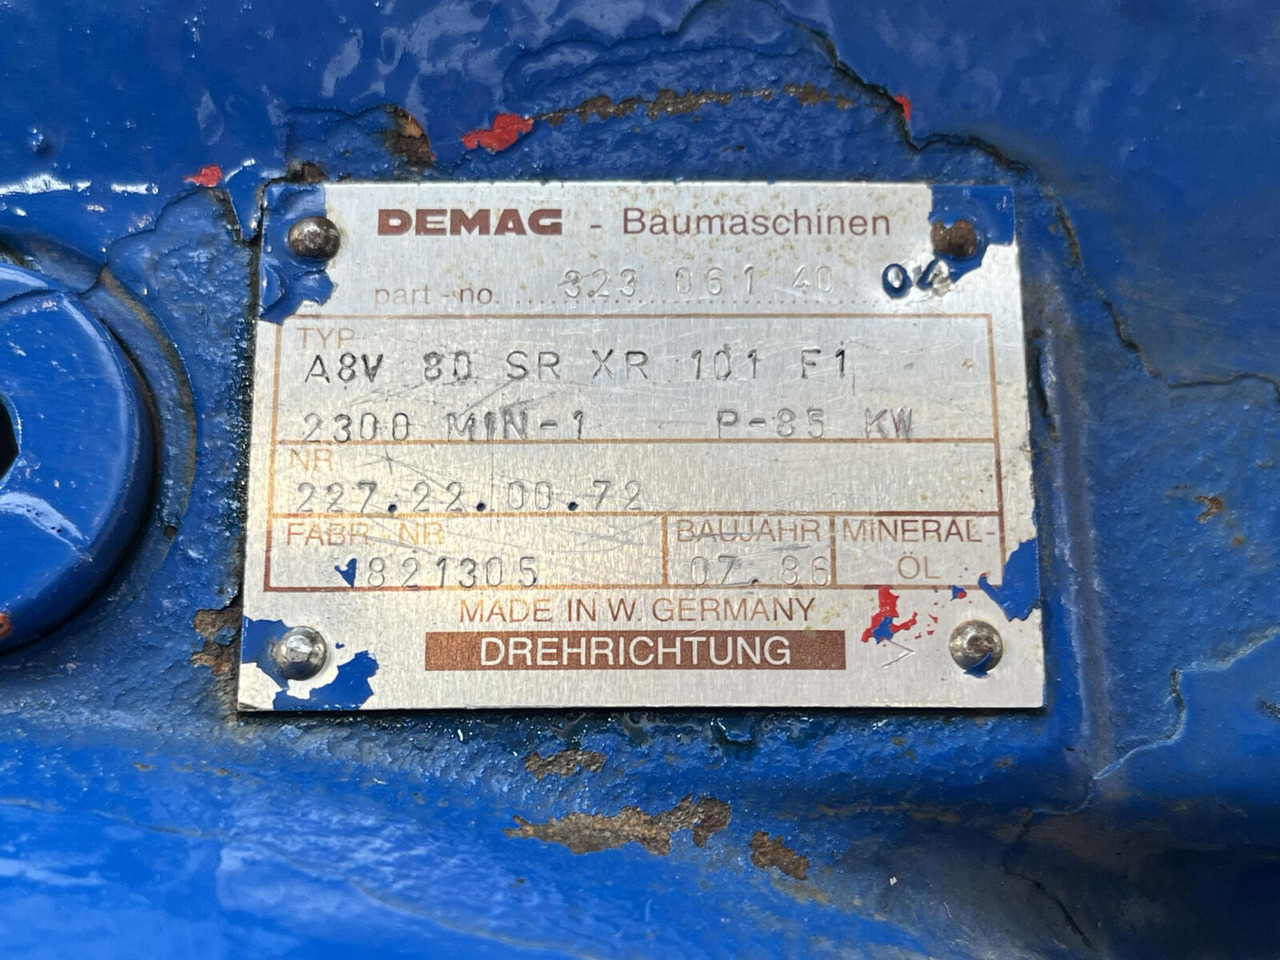 DEMAG - Baumaschinen
part-no. 323 061 40 04
TYP
A8V 80 SR XR 101 F1
2300 MIN-1 P-85 KW
NR
227.22.00.72
FABR-NR BAUJAHR MINERAL-
821305 07.86 ÖL
MADE IN W. GERMANY
DREHRICHTUNG >